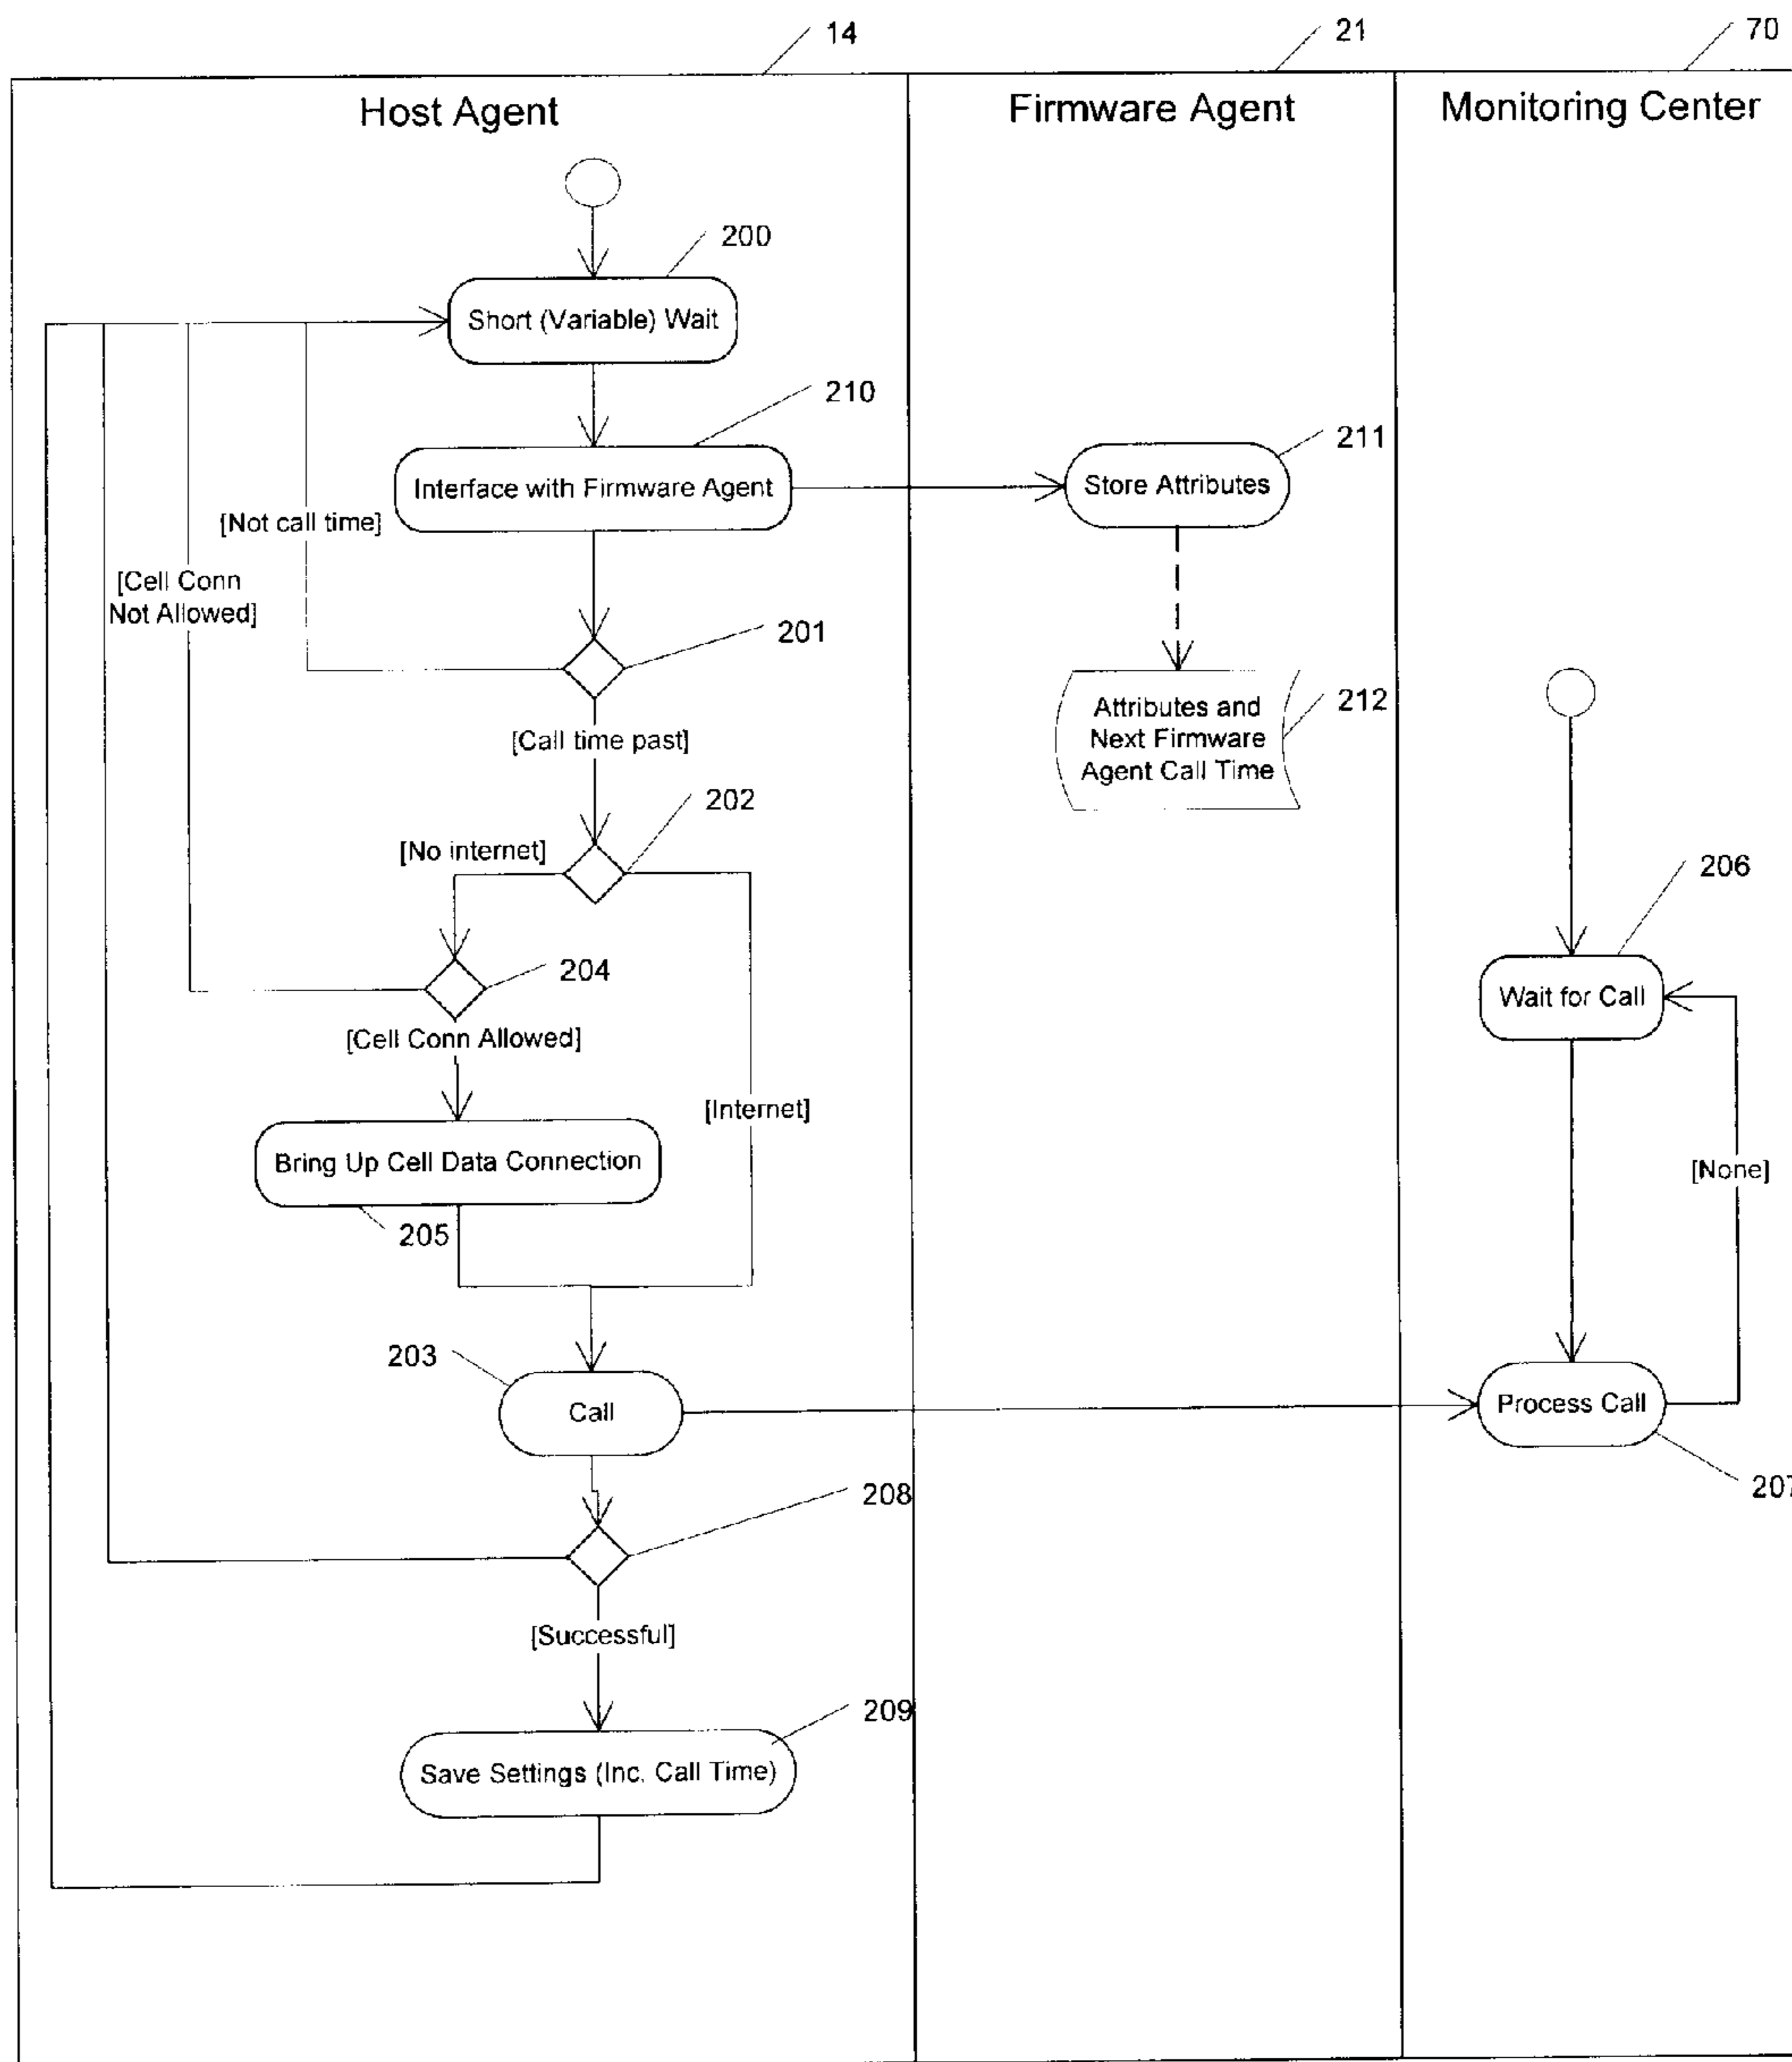 14
21
70
Host Agent
Firmware Agent
Monitoring Center
200
Short (Variable) Wait
210
Interface with Firmware Agent
211
Store Attributes
[Not call time]
[Cell Conn
Not Allowed]
201
[Call time past]
Attributes and
Next Firmware
Agent Call Time
212
202
[No internet]
204
[Cell Conn Allowed]
206
Wait for Call
[Internet]
Bring Up Cell Data Connection
205
[None]
203
Call
Process Call
207
208
[Successful]
209
Save Settings (Inc. Call Time)